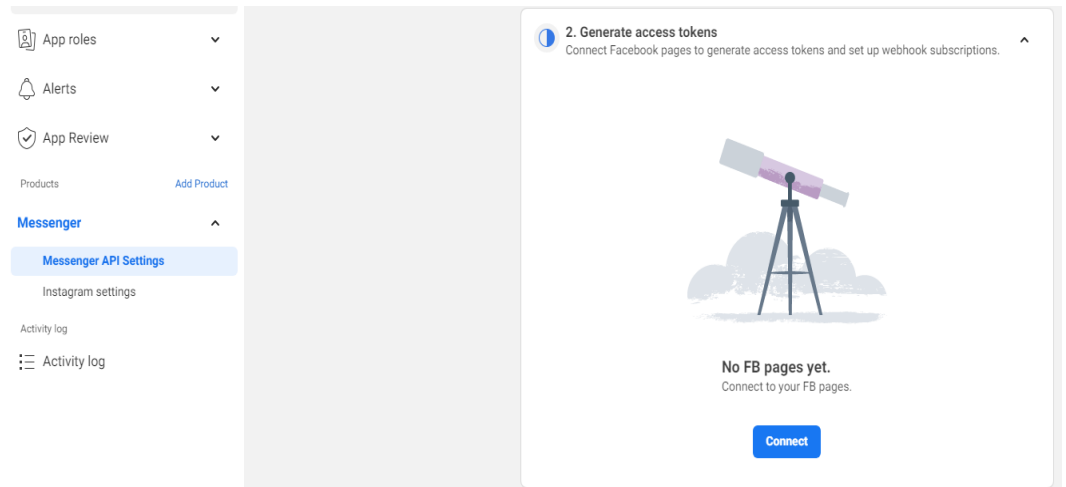 App roles
Alerts
App Review
Products
Add Product
Messenger
Messenger API Settings
Instagram settings
Activity log
Activity log
2. Generate access tokens
Connect Facebook pages to generate access tokens and set up webhook subscriptions.
No FB pages yet.
Connect to your FB pages.
Connect